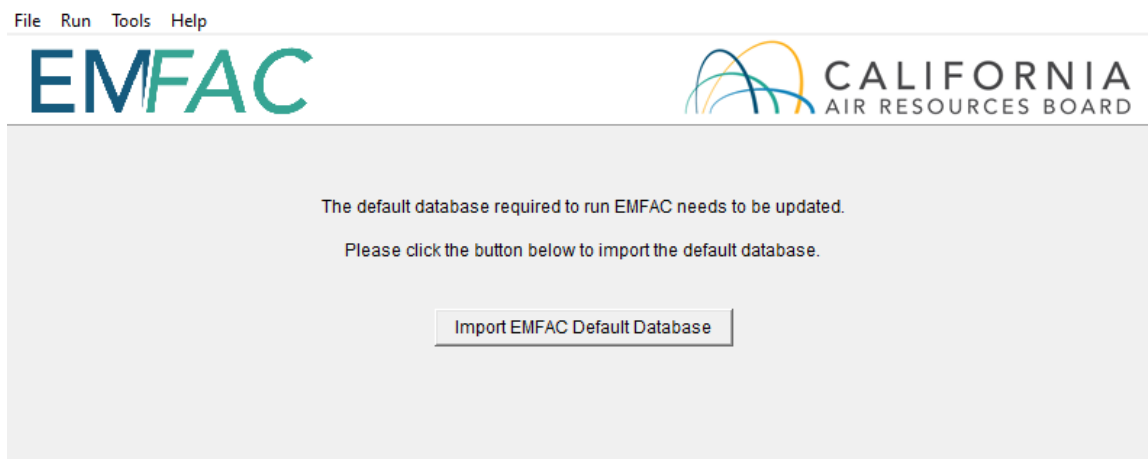 File Run Tools Help
EMFAC
CALIFORNIA
AIR RESOURCES BOARD
The default database required to run EMFAC needs to be updated.
Please click the button below to import the default database.
Import EMFAC Default Database